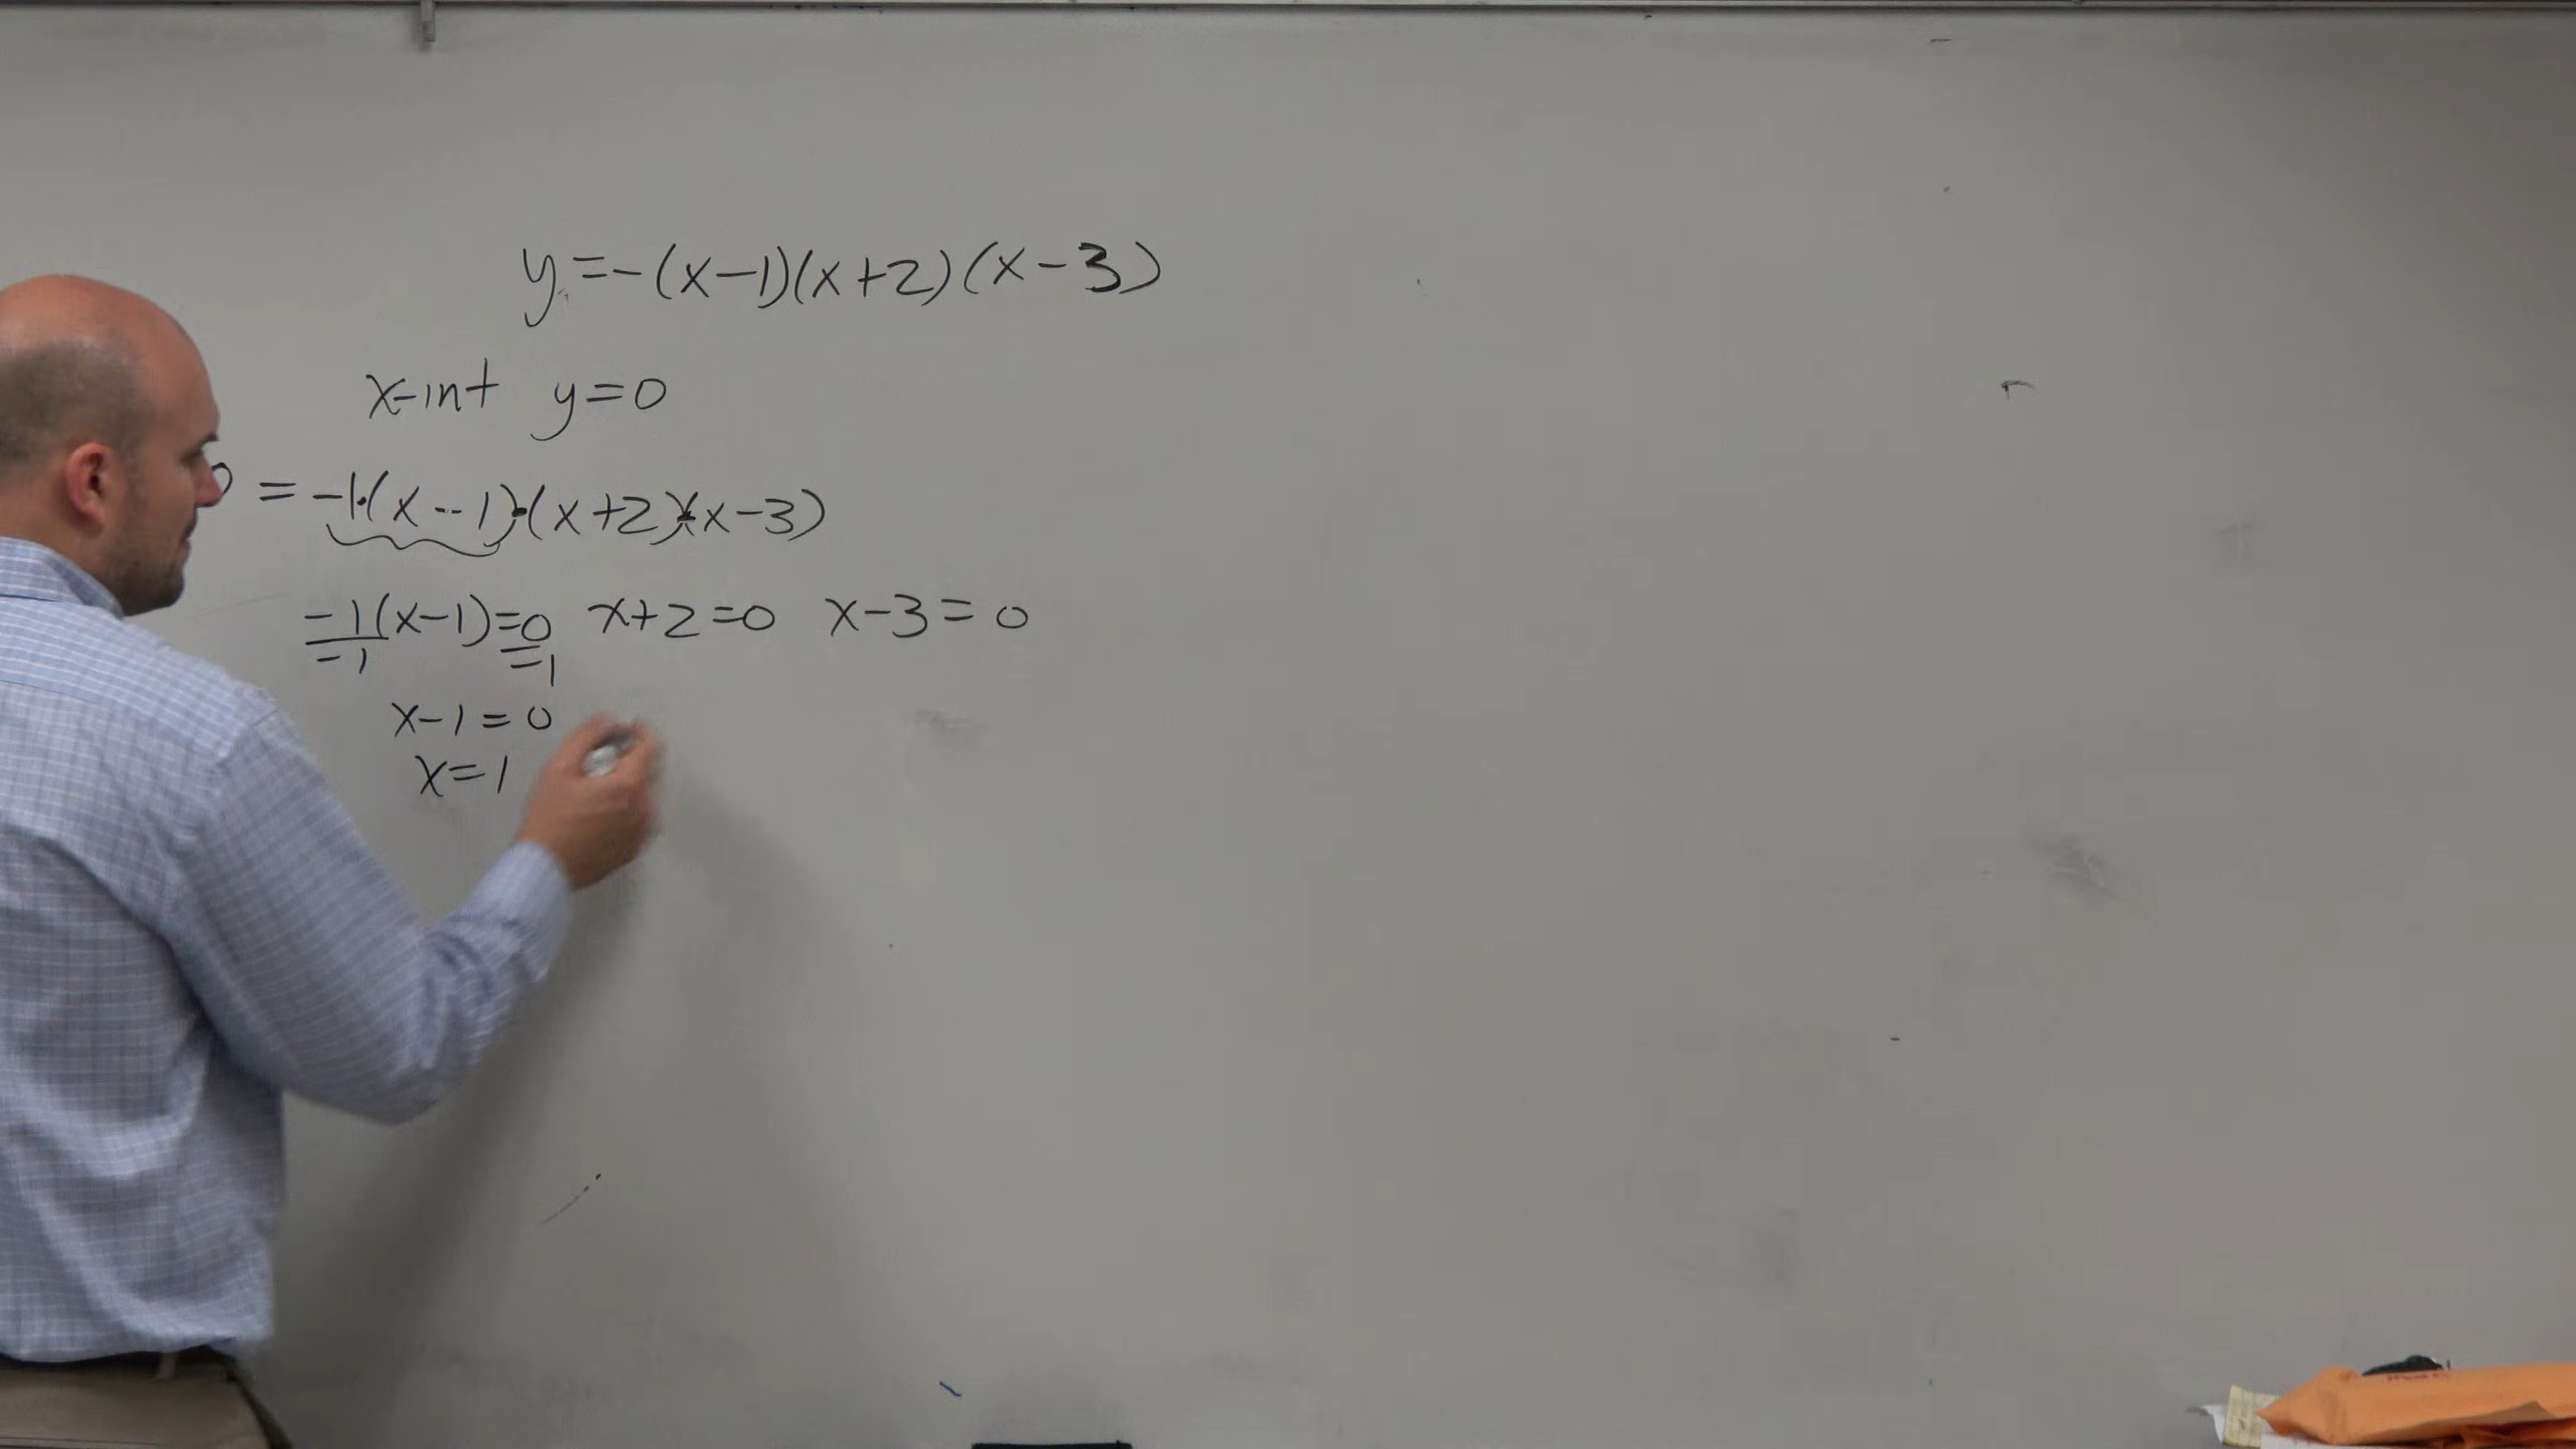 y=-(x-1)(x+2)(x-3)
x-int y=0
0 = -1·(x--1)·(x+2)·(x-3)
-1(x-1)=0 x+2=0 x-3=0
-1 -1
x-1=0
x=1